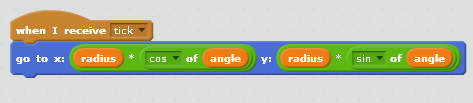 when I receive tick
go to x: radius * cos of angle y: radius * sin of angle